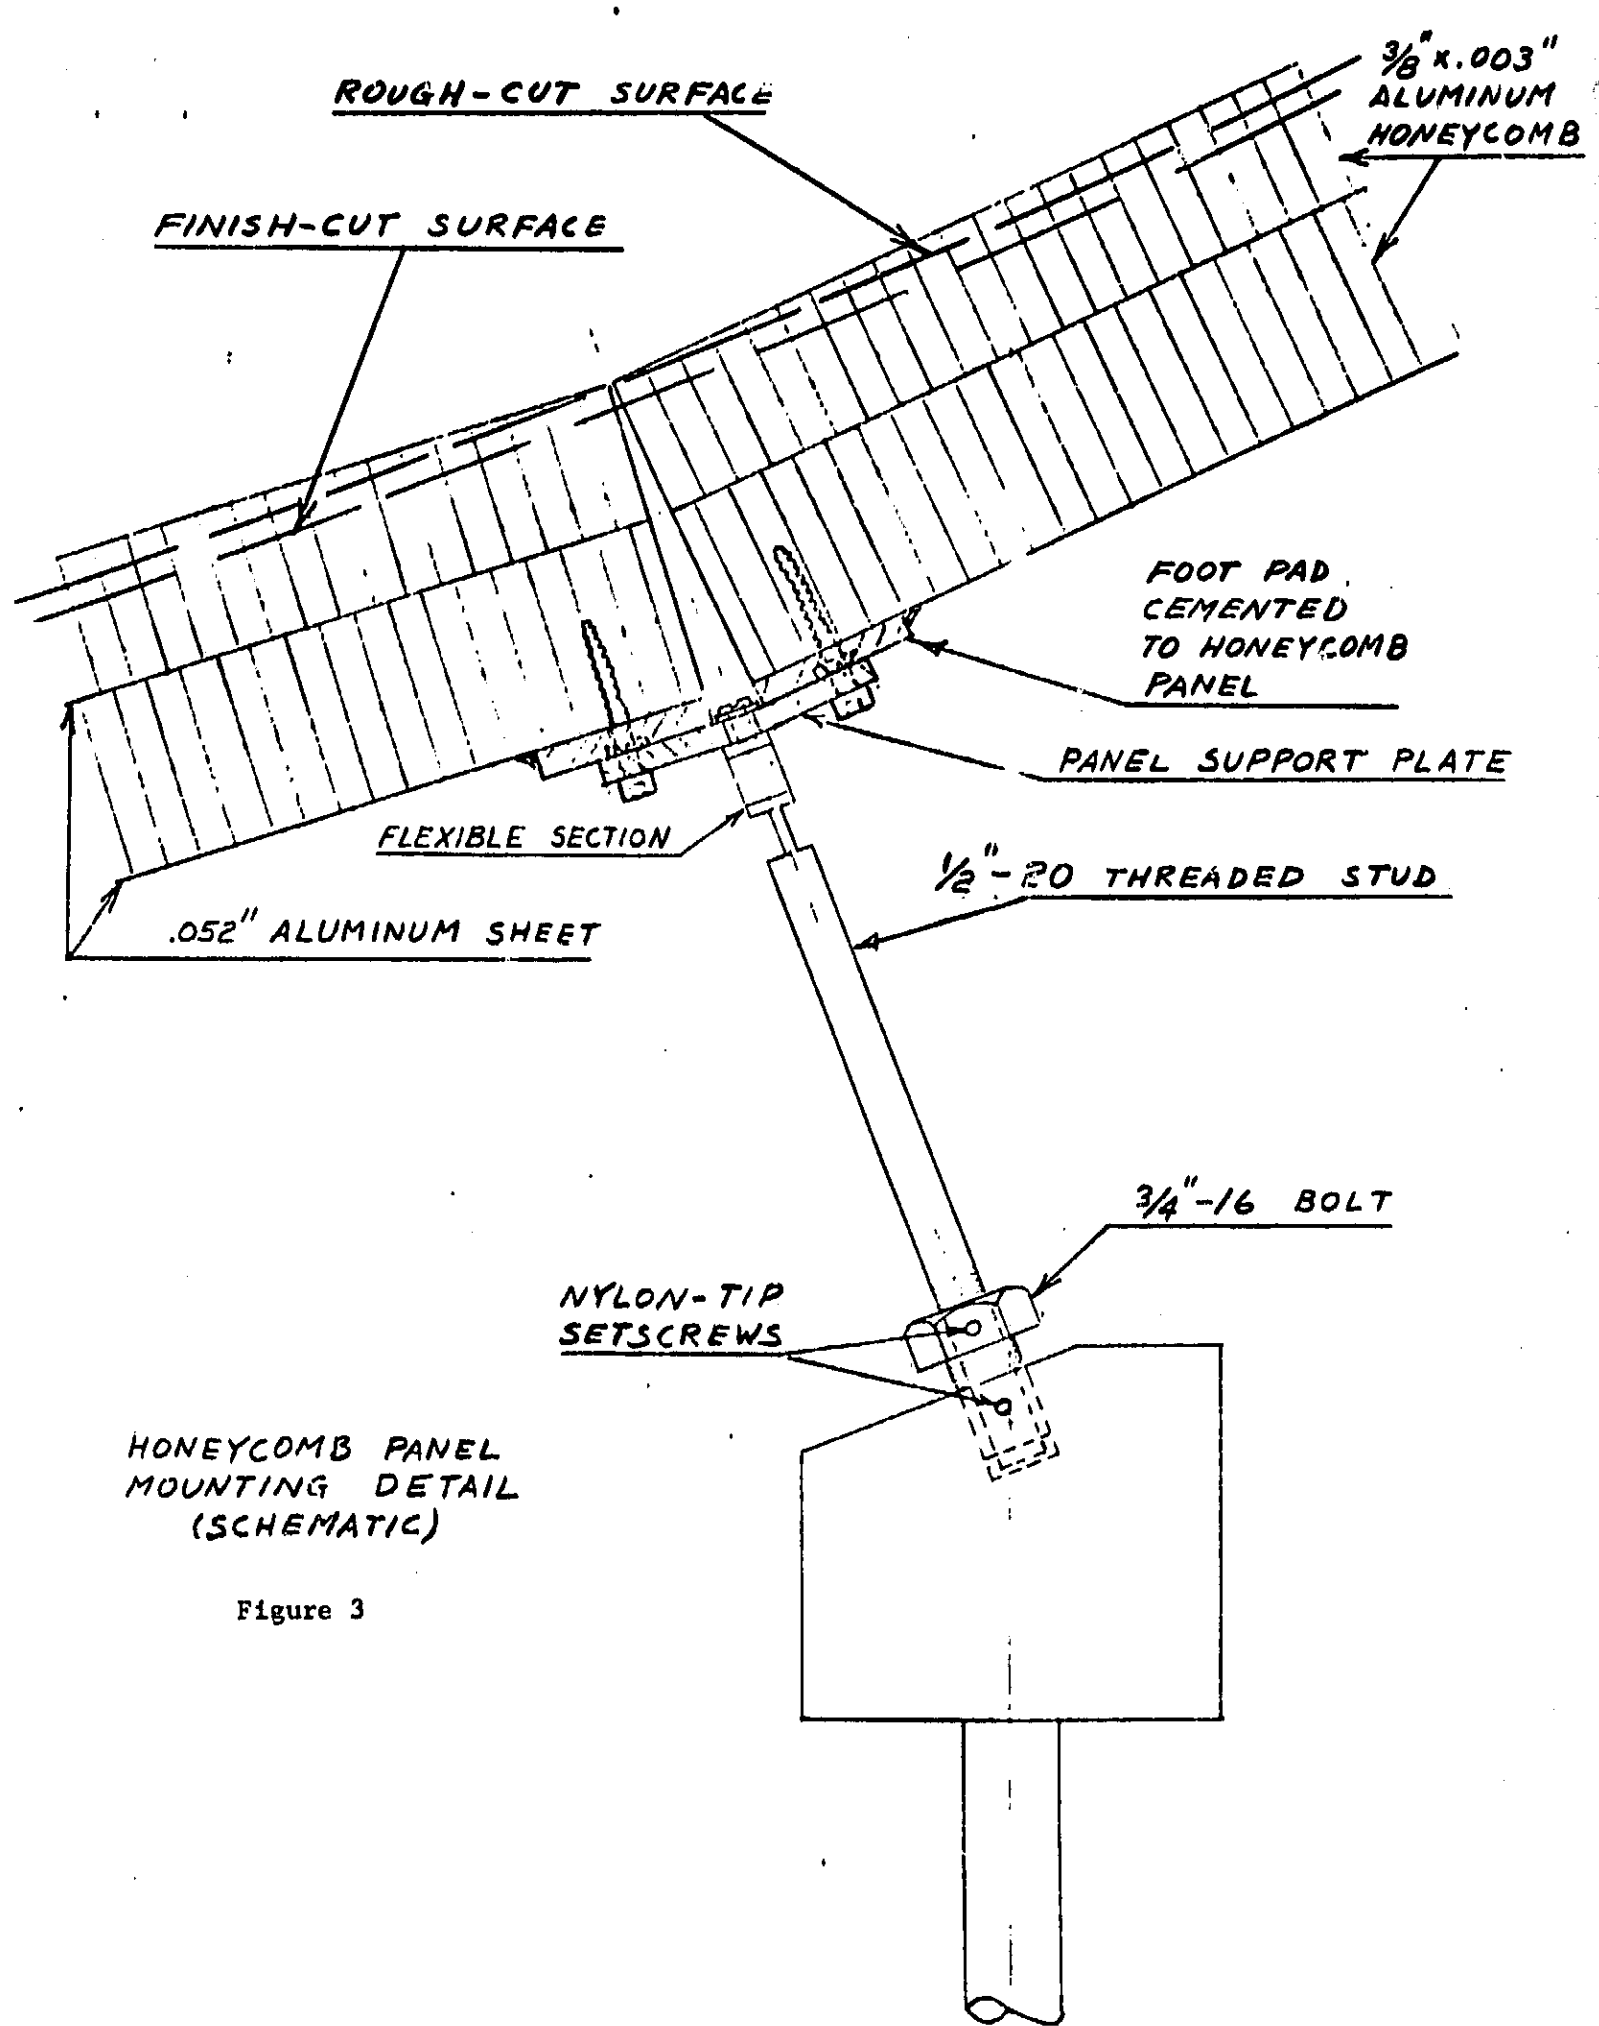 3/8" x .003"
ALUMINUM
HONEYCOMB
ROUGH-CUT SURFACE
FINISH-CUT SURFACE
FOOT PAD
CEMENTED
TO HONEYCOMB
PANEL
PANEL SUPPORT PLATE
FLEXIBLE SECTION
1/2"-20 THREADED STUD
.052" ALUMINUM SHEET
3/4"-16 BOLT
NYLON-TIP
SETSCREWS
HONEYCOMB PANEL
MOUNTING DETAIL
(SCHEMATIC)
Figure 3